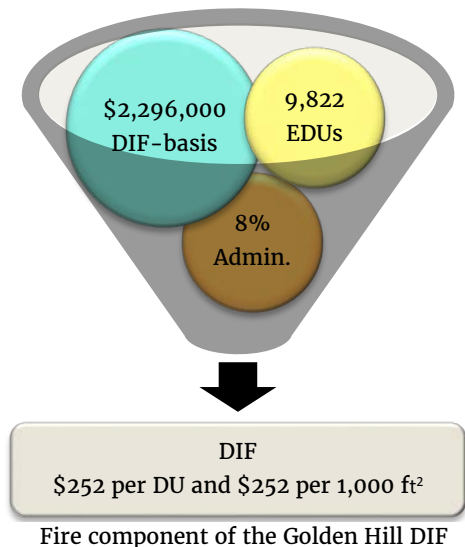 $2,296,000
DIF-basis
9,822
EDUs
8%
Admin.
DIF
$252 per DU and $252 per 1,000 ft²
Fire component of the Golden Hill DIF